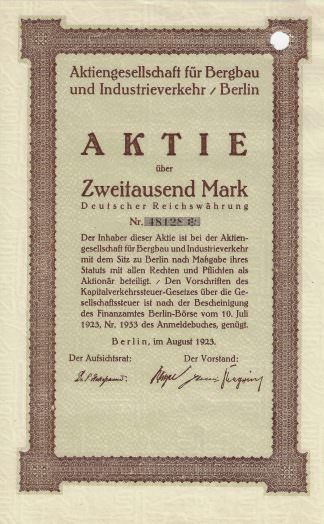 Aktiengesellschaft für Bergbau
und Industrieverkehr / Berlin
AKTIE
über
Zweitausend Mark
Deutscher Reichswährung
Nr. 48128
Der Inhaber dieser Aktie ist bei der Aktien-
gesellschaft für Bergbau und Industrieverkehr
mit dem Sitz zu Berlin nach Maßgabe ihres
Statuts mit allen Rechten und Pflichten als
Aktionär beteiligt. / Den Vorschriften des
Kapitalverkehrssteuer-Gesetzes über die Ge-
sellschaftssteuer ist nach der Bescheinigung
des Finanzamtes Berlin-Börse vom 10. Juli
1923, Nr. 1933 des Anmeldebuches, genügt.
Berlin, im August 1923.
Der Aufsichtsrat: Der Vorstand: